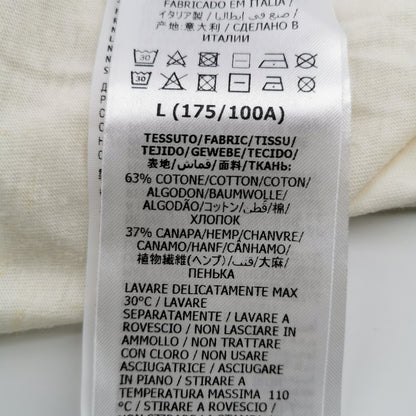 FABRICADO EM ITALIA /
イタリア製 / صنع في إيطاليا /
产地:意大利 / СДЕЛАНО В
ИТАЛИИ
30
30
L (175/100A)
TESSUTO/FABRIC/TISSU/
TEJIDO/GEWEBE/TECIDO/
表地/قماش/面料/ТКАНЬ:
63% COTONE/COTTON/COTON/
ALGODON/BAUMWOLLE/
ALGODÃO/コットン/قطن/棉/
ХЛОПОК
37% CANAPA/HEMP/CHANVRE/
CANAMO/HANF/CÂNHAMO/
植物繊維(ヘンプ)/قنب/大麻/
ПЕНЬКА
LAVARE DELICATAMENTE MAX
30°C / LAVARE
SEPARATAMENTE / LAVARE A
ROVESCIO / NON LASCIARE IN
AMMOLLO / NON TRATTARE
CON CLORO / NON USARE
ASCIUGATRICE / ASCIUGARE
IN PIANO / STIRARE A
TEMPERATURA MASSIMA 110
°C / STIRARE A ROVESCIO /